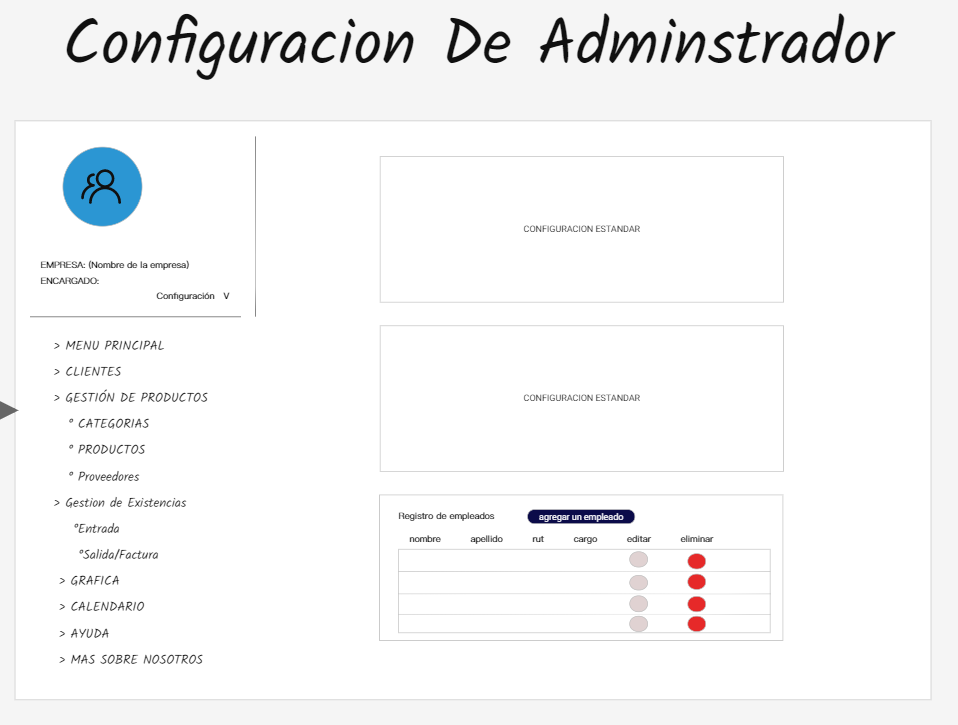 Configuracion De Adminstrador
EMPRESA: (Nombre de la empresa)
ENCARGADO:
Configuración V
> MENU PRINCIPAL
> CLIENTES
> GESTIÓN DE PRODUCTOS
° CATEGORIAS
° PRODUCTOS
° Proveedores
> Gestion de Existencias
°Entrada
°Salida/Factura
> GRAFICA
> CALENDARIO
> AYUDA
> MAS SOBRE NOSOTROS
CONFIGURACION ESTANDAR
CONFIGURACION ESTANDAR
Registro de empleados agregar un empleado
nombre apellido rut cargo editar eliminar